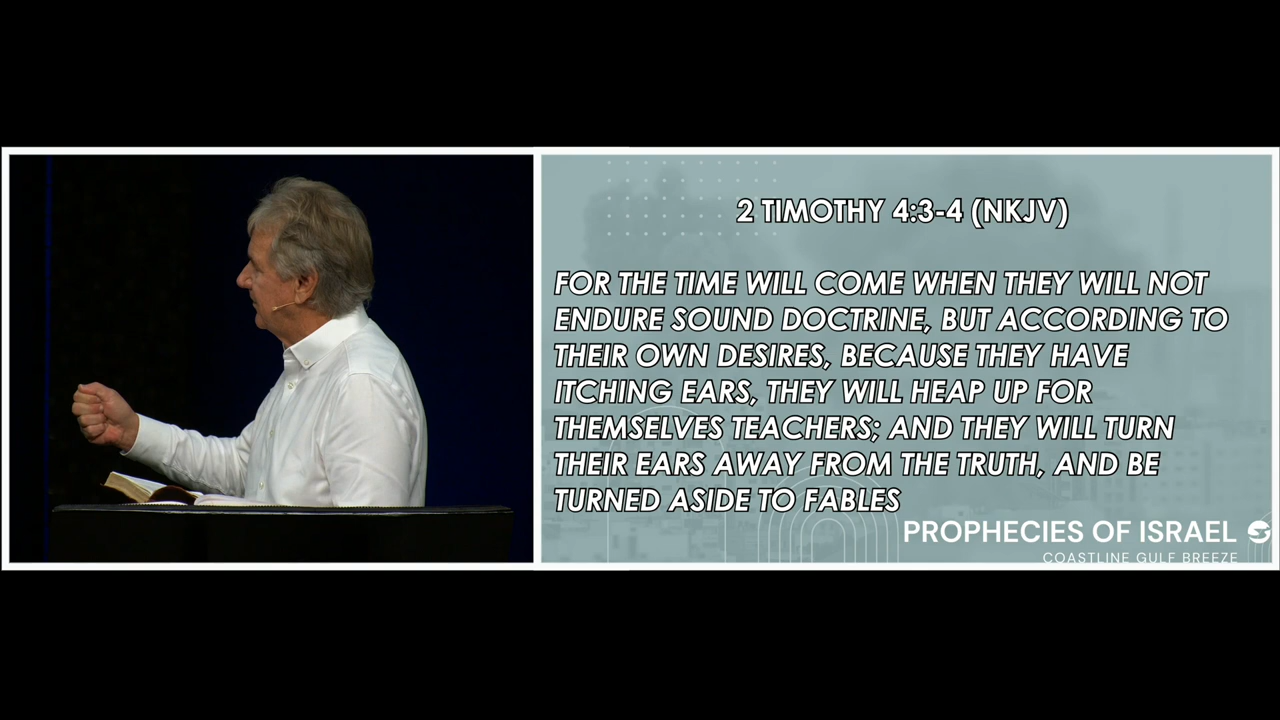 2 TIMOTHY 4:3-4 (NKJV)
FOR THE TIME WILL COME WHEN THEY WILL NOT
ENDURE SOUND DOCTRINE, BUT ACCORDING TO
THEIR OWN DESIRES, BECAUSE THEY HAVE
ITCHING EARS, THEY WILL HEAP UP FOR
THEMSELVES TEACHERS; AND THEY WILL TURN
THEIR EARS AWAY FROM THE TRUTH, AND BE
TURNED ASIDE TO FABLES
PROPHECIES OF ISRAEL
COASTLINE GULF BREEZE